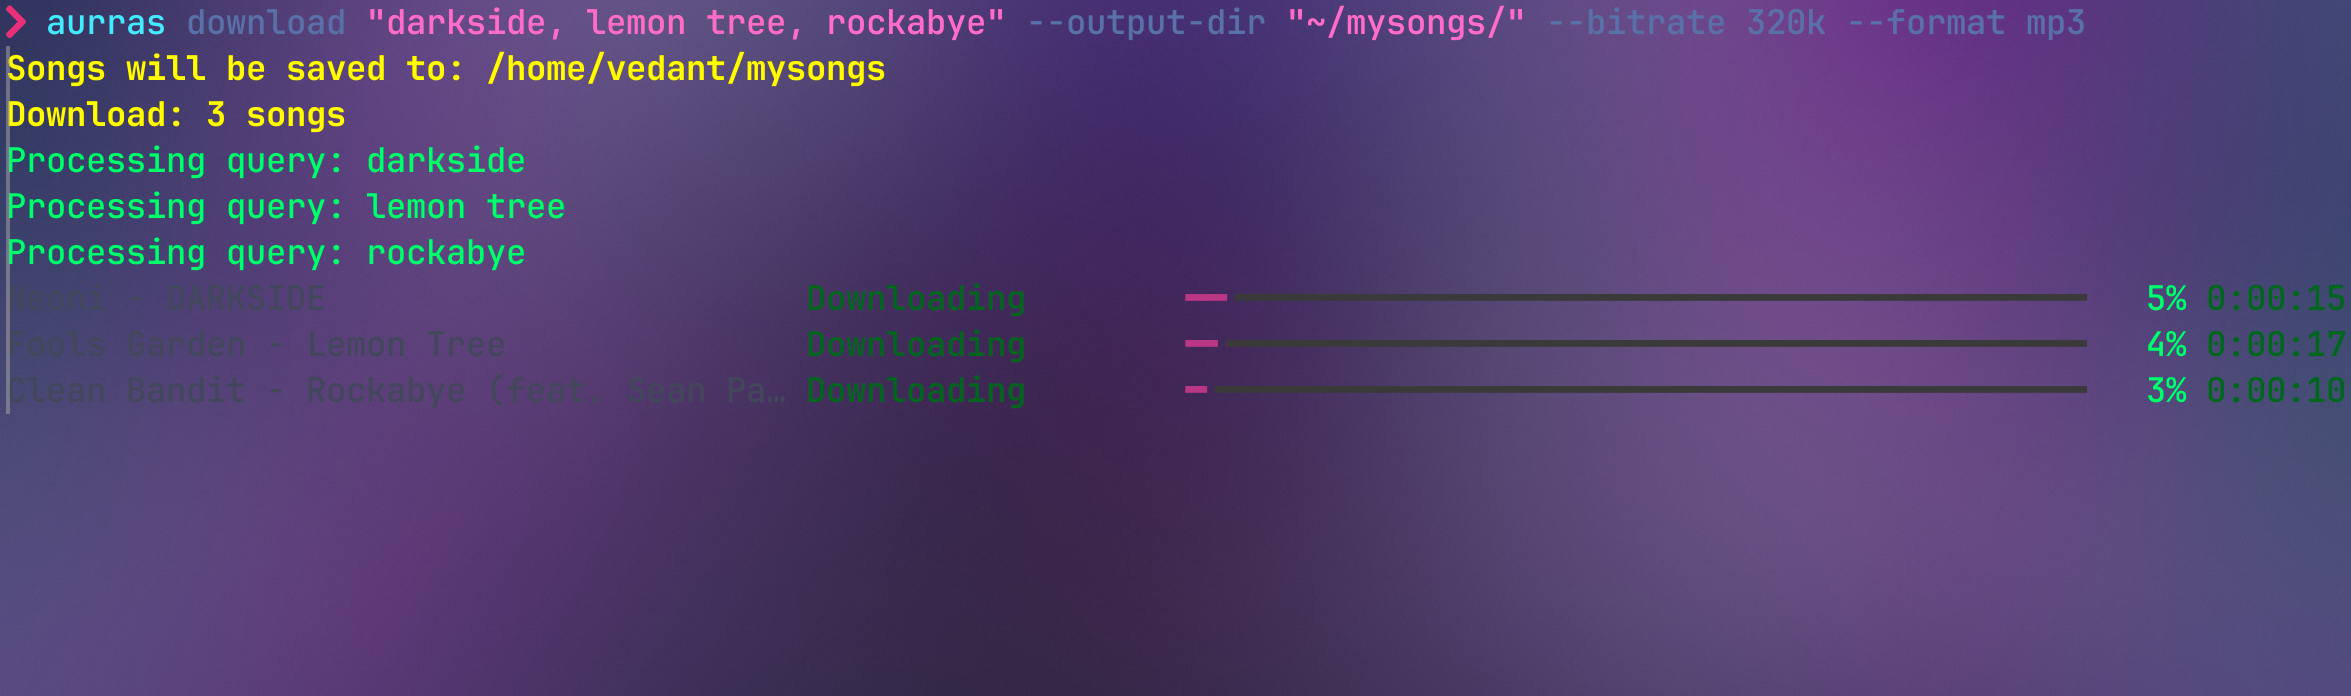 ❯ aurras download "darkside, lemon tree, rockabye" --output-dir "~/mysongs/" --bitrate 320k --format mp3
Songs will be saved to: /home/vedant/mysongs
Download: 3 songs
Processing query: darkside
Processing query: lemon tree
Processing query: rockabye
Neoni - DARKSIDE Downloading 5% 0:00:15
Fools Garden - Lemon Tree Downloading 4% 0:00:17
Clean Bandit - Rockabye (feat. Sean Pa… Downloading 3% 0:00:10